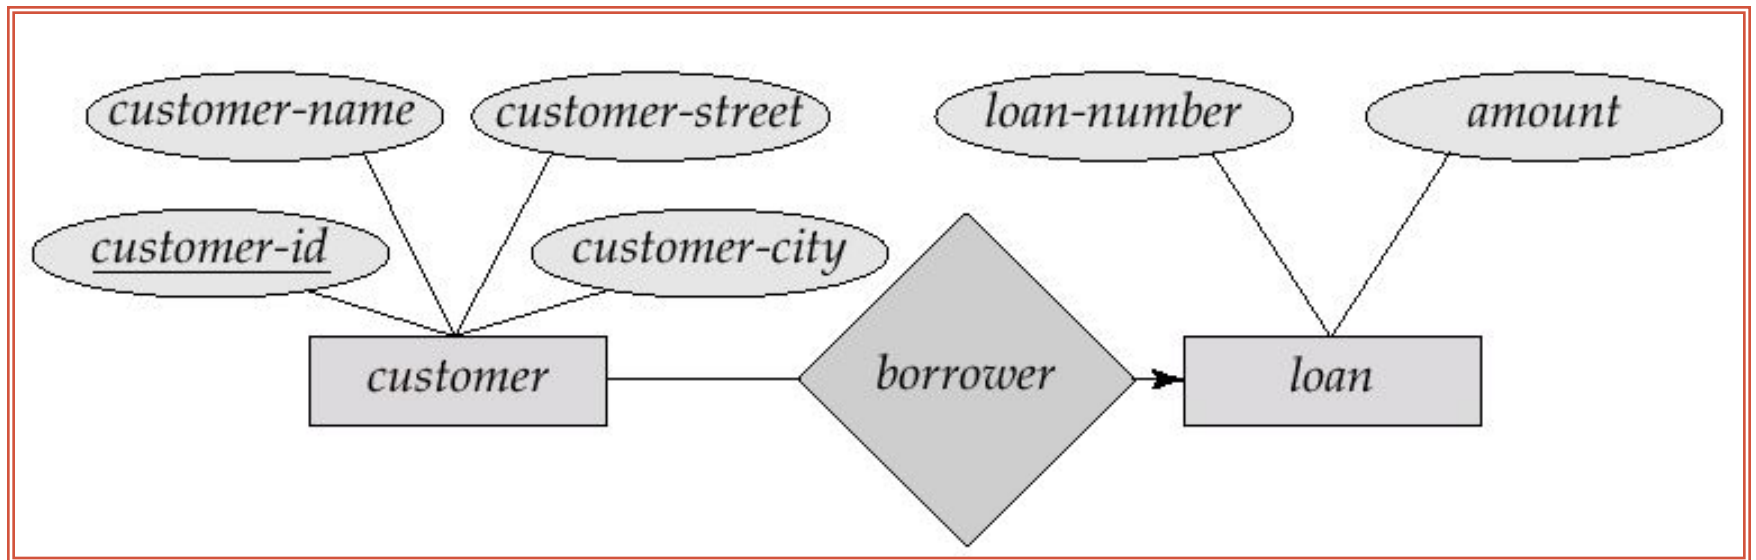 customer-name
customer-street
loan-number
amount
customer-id
customer-city
customer
borrower
loan